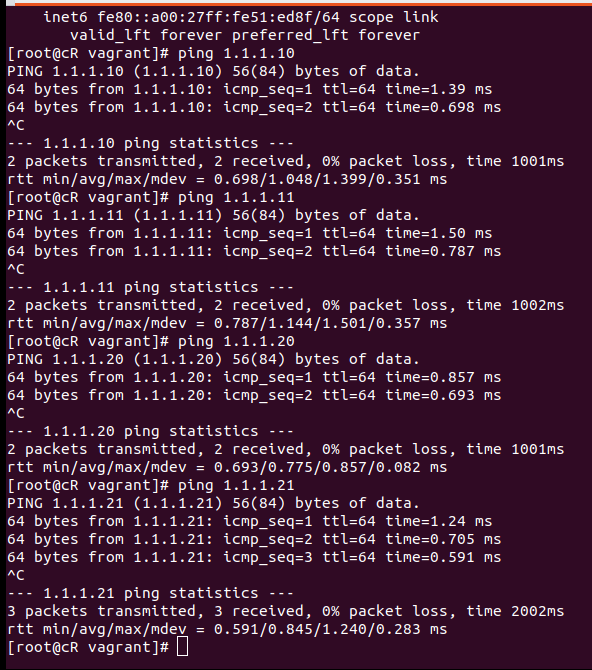 inet6 fe80::a00:27ff:fe51:ed8f/64 scope link
valid_lft forever preferred_lft forever
[root@cR vagrant]# ping 1.1.1.10
PING 1.1.1.10 (1.1.1.10) 56(84) bytes of data.
64 bytes from 1.1.1.10: icmp_seq=1 ttl=64 time=1.39 ms
64 bytes from 1.1.1.10: icmp_seq=2 ttl=64 time=0.698 ms
^C
--- 1.1.1.10 ping statistics ---
2 packets transmitted, 2 received, 0% packet loss, time 1001ms
rtt min/avg/max/mdev = 0.698/1.048/1.399/0.351 ms
[root@cR vagrant]# ping 1.1.1.11
PING 1.1.1.11 (1.1.1.11) 56(84) bytes of data.
64 bytes from 1.1.1.11: icmp_seq=1 ttl=64 time=1.50 ms
64 bytes from 1.1.1.11: icmp_seq=2 ttl=64 time=0.787 ms
^C
--- 1.1.1.11 ping statistics ---
2 packets transmitted, 2 received, 0% packet loss, time 1002ms
rtt min/avg/max/mdev = 0.787/1.144/1.501/0.357 ms
[root@cR vagrant]# ping 1.1.1.20
PING 1.1.1.20 (1.1.1.20) 56(84) bytes of data.
64 bytes from 1.1.1.20: icmp_seq=1 ttl=64 time=0.857 ms
64 bytes from 1.1.1.20: icmp_seq=2 ttl=64 time=0.693 ms
^C
--- 1.1.1.20 ping statistics ---
2 packets transmitted, 2 received, 0% packet loss, time 1001ms
rtt min/avg/max/mdev = 0.693/0.775/0.857/0.082 ms
[root@cR vagrant]# ping 1.1.1.21
PING 1.1.1.21 (1.1.1.21) 56(84) bytes of data.
64 bytes from 1.1.1.21: icmp_seq=1 ttl=64 time=1.24 ms
64 bytes from 1.1.1.21: icmp_seq=2 ttl=64 time=0.705 ms
64 bytes from 1.1.1.21: icmp_seq=3 ttl=64 time=0.591 ms
^C
--- 1.1.1.21 ping statistics ---
3 packets transmitted, 3 received, 0% packet loss, time 2002ms
rtt min/avg/max/mdev = 0.591/0.845/1.240/0.283 ms
[root@cR vagrant]#